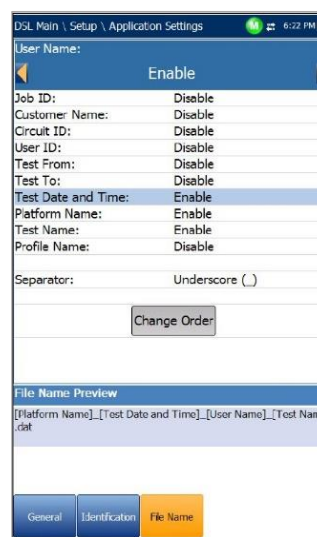 DSL Main \ Setup \ Application Settings M 6:22 PM
User Name:
Enable
Job ID: Disable
Customer Name: Disable
Circuit ID: Disable
User ID: Disable
Test From: Disable
Test To: Disable
Test Date and Time: Enable
Platform Name: Enable
Test Name: Enable
Profile Name: Disable
Separator: Underscore (_)
Change Order
File Name Preview
[Platform Name]_[Test Date and Time]_[User Name]_[Test Nam
.dat
General Identification File Name